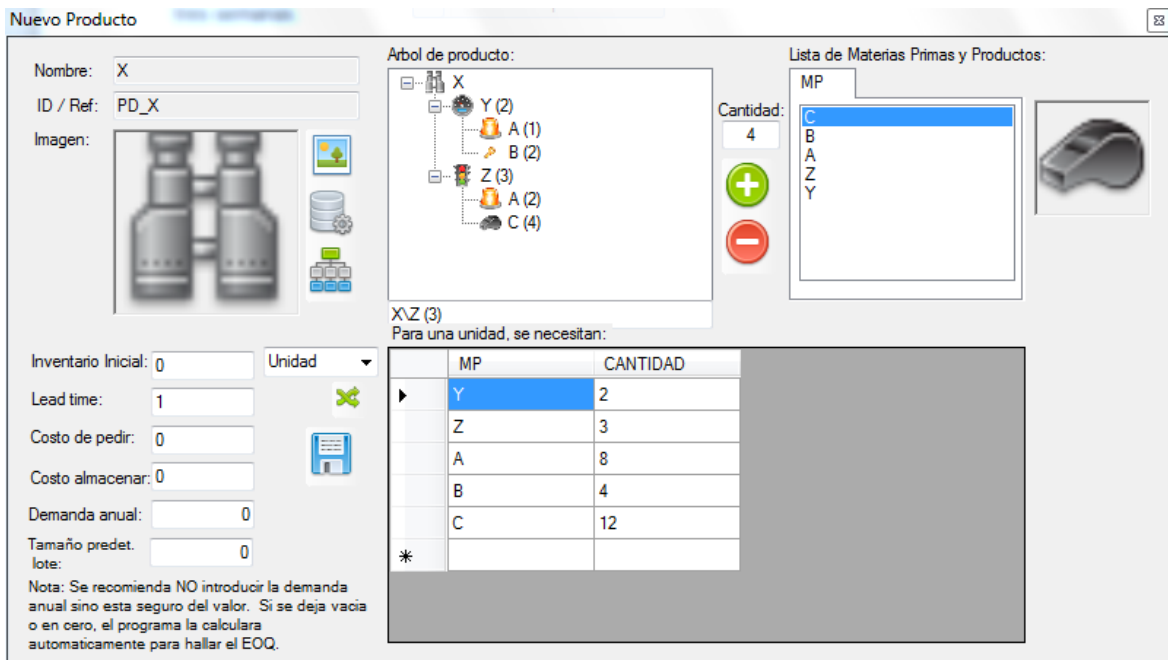 Nuevo Producto
Nombre: X
ID / Ref: PD_X
Imagen:
Arbol de producto:
X
Y (2)
A (1)
B (2)
Z (3)
A (2)
C (4)
X\Z (3)
Cantidad:
4
Lista de Materias Primas y Productos:
MP
C
B
A
Z
Y
Inventario Inicial: 0 Unidad
Lead time: 1
Costo de pedir: 0
Costo almacenar: 0
Demanda anual: 0
Tamaño predet.
lote: 0
Nota: Se recomienda NO introducir la demanda
anual sino esta seguro del valor. Si se deja vacia
o en cero, el programa la calculara
automaticamente para hallar el EOQ.
Para una unidad, se necesitan:
MP CANTIDAD
Y 2
Z 3
A 8
B 4
C 12